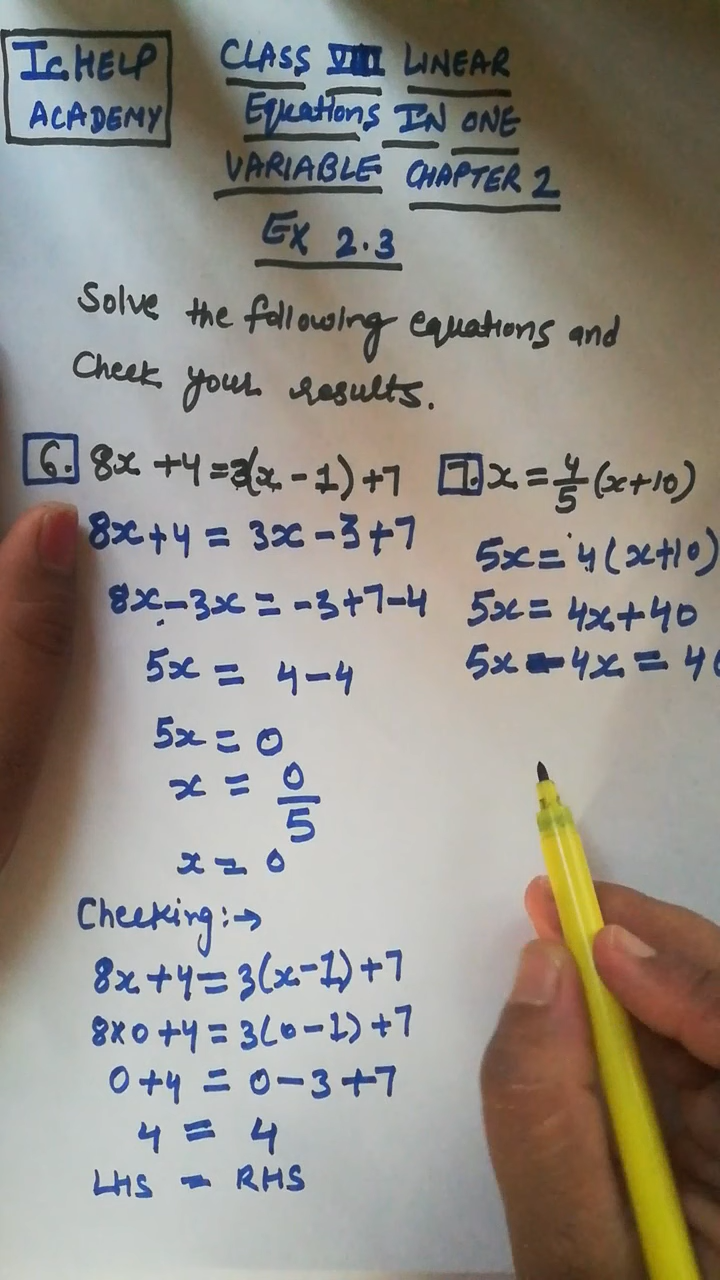 Ic HELP
ACADEMY
CLASS VIII LINEAR
Equations IN ONE
VARIABLE CHAPTER 2
EX 2.3
Solve the following equations and
Check your results.
6. 8x + 4 = 3(x - 1) + 7
8x + 4 = 3x - 3 + 7
8x - 3x = -3 + 7 - 4
5x = 4 - 4
5x = 0
x = 0/5
x = 0
Checking :→
8x + 4 = 3(x - 1) + 7
8×0 + 4 = 3(0 - 1) + 7
0 + 4 = 0 - 3 + 7
4 = 4
LHS = RHS
7. x = 4/5 (x + 10)
5x = 4(x + 10)
5x = 4x + 40
5x - 4x = 40